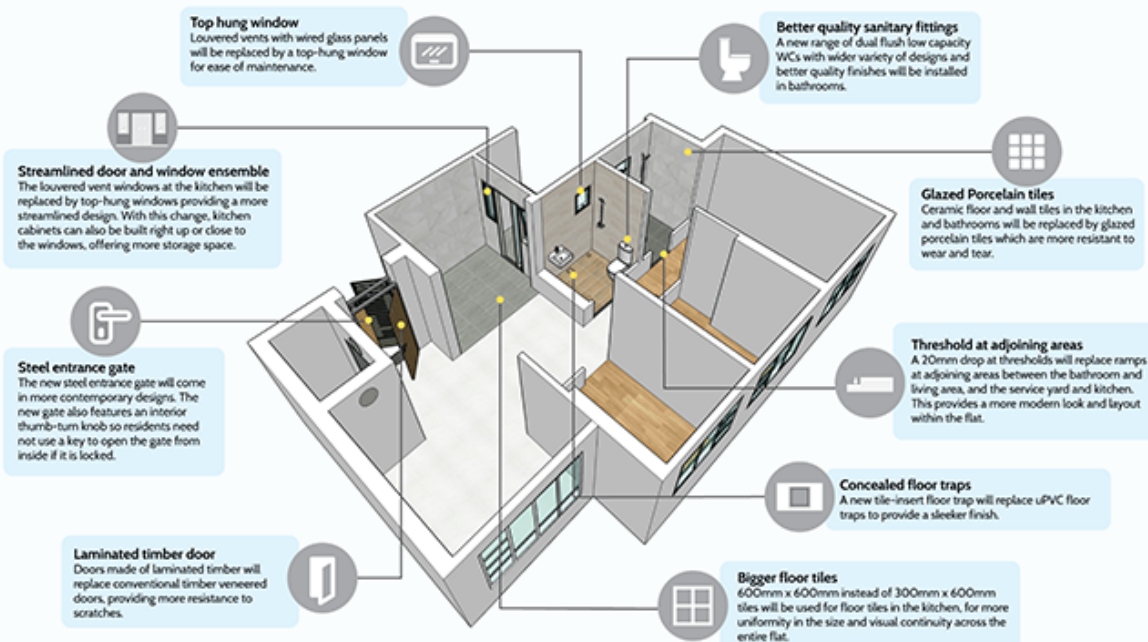 Top hung window
Louvered vents with wired glass panels
will be replaced by a top-hung window
for ease of maintenance.
Better quality sanitary fittings
A new range of dual flush low capacity
WCs with wider variety of designs and
better quality finishes will be installed
in bathrooms.
Streamlined door and window ensemble
The louvered vent windows at the kitchen will be
replaced by top-hung windows providing a more
streamlined design. With this change, kitchen
cabinets can also be built right up or close to
the windows, offering more storage space.
Glazed Porcelain tiles
Ceramic floor and wall tiles in the kitchen
and bathrooms will be replaced by glazed
porcelain tiles which are more resistant to
wear and tear.
Steel entrance gate
The new steel entrance gate will come
in more contemporary designs. The
new gate also features an interior
thumb-turn knob so residents need
not use a key to open the gate from
inside if it is locked.
Threshold at adjoining areas
A 20mm drop at thresholds will replace ramps
at adjoining areas between the bathroom and
living area, and the service yard and kitchen.
This provides a more modern look and layout
within the flat.
Concealed floor traps
A new tile-insert floor trap will replace uPVC floor
traps to provide a sleeker finish.
Laminated timber door
Doors made of laminated timber will
replace conventional timber veneered
doors, providing more resistance to
scratches.
Bigger floor tiles
600mm x 600mm instead of 300mm x 600mm
tiles will be used for floor tiles in the kitchen, for more
uniformity in the size and visual continuity across the
entire flat.